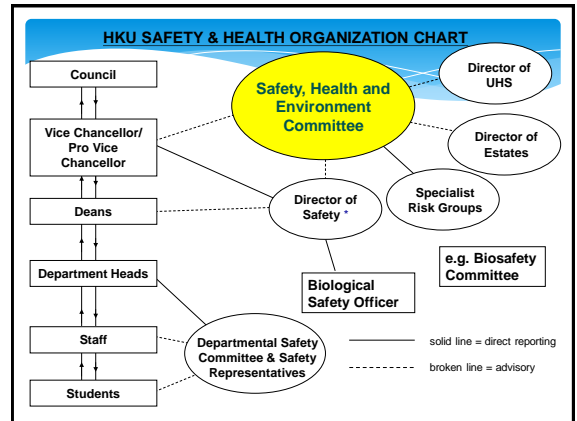 HKU SAFETY & HEALTH ORGANIZATION CHART
Council
Vice Chancellor/
Pro Vice
Chancellor
Deans
Department Heads
Staff
Students
Safety, Health and
Environment
Committee
Director of
UHS
Director of
Estates
Specialist
Risk Groups
Director of
Safety *
e.g. Biosafety
Committee
Biological
Safety Officer
Departmental Safety
Committee & Safety
Representatives
solid line = direct reporting
broken line = advisory